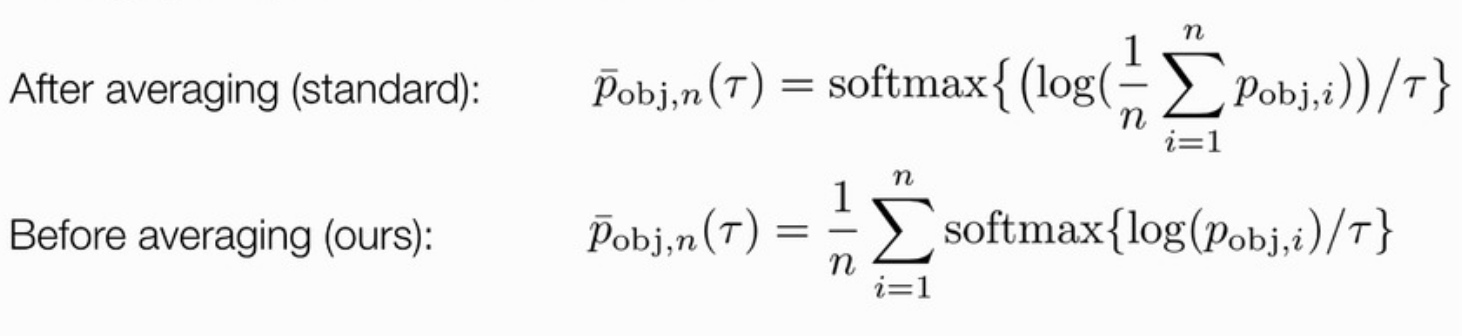 After averaging (standard): p̄_obj,n(τ) = softmax{(log(1/n ∑_{i=1}^{n} p_obj,i))/τ}
Before averaging (ours): p̄_obj,n(τ) = 1/n ∑_{i=1}^{n} softmax{log(p_obj,i)/τ}